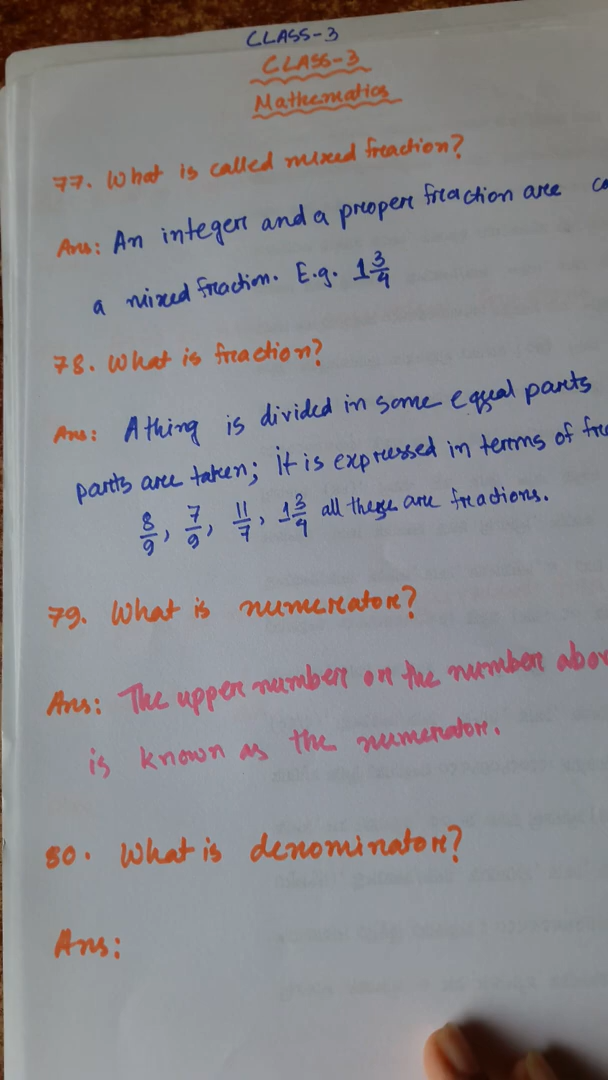 CLASS-3
CLASS-3
Mathematics
77. What is called mixed fraction?
Ans: An integer and a proper fraction are
a mixed fraction. E.g. 1 3/4
78. What is fraction?
Ans: A thing is divided in some equal parts
parts are taken; it is expressed in terms of
8/9, 7/9, 11/7, 1 3/4 all these are fractions.
79. What is numerator?
Ans: The upper number or the number
is known as the numerator.
80. What is denominator?
Ans: